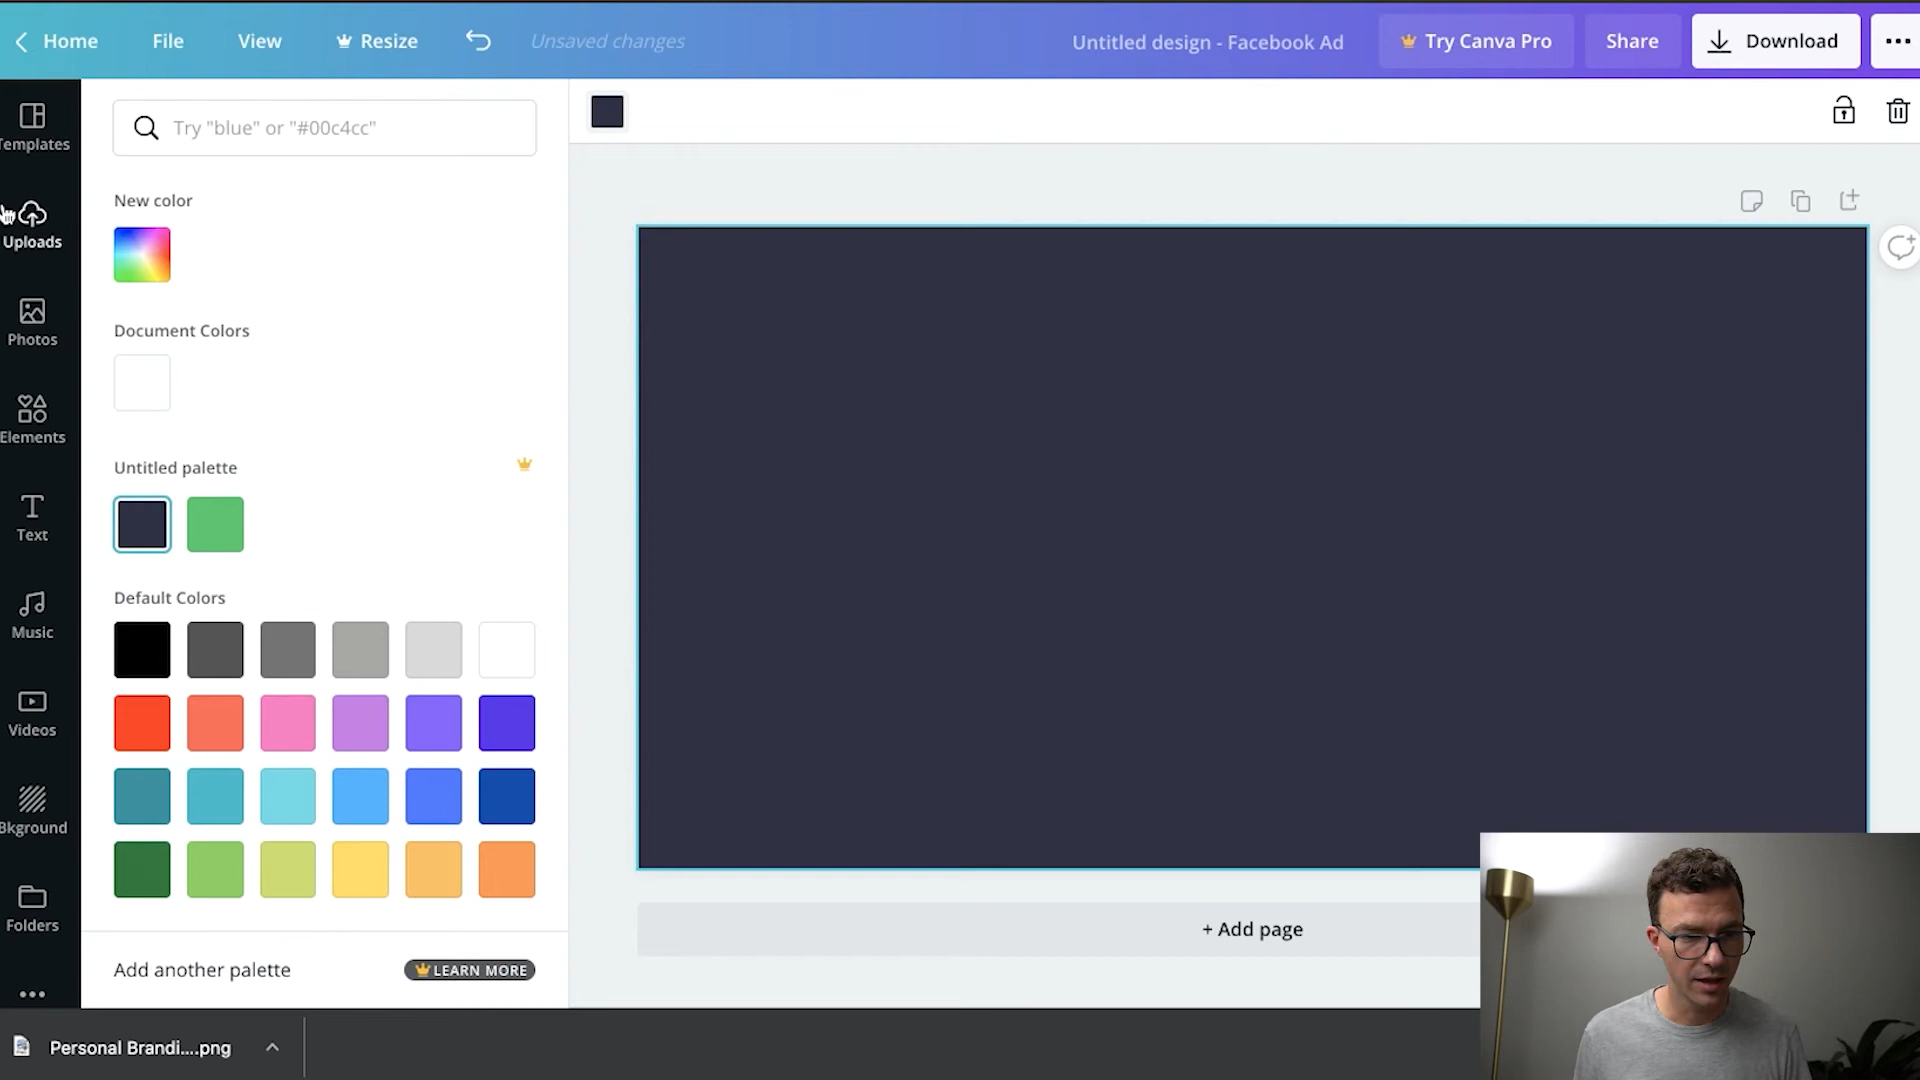 Home
File
View
Resize
Unsaved changes
Untitled design - Facebook Ad
Try Canva Pro
Share
Download
Templates
Uploads
Photos
Elements
Text
Music
Videos
Bkground
Folders
Try "blue" or "#00c4cc"
New color
Document Colors
Untitled palette
Default Colors
Add another palette
LEARN MORE
+ Add page
Personal Brandi....png